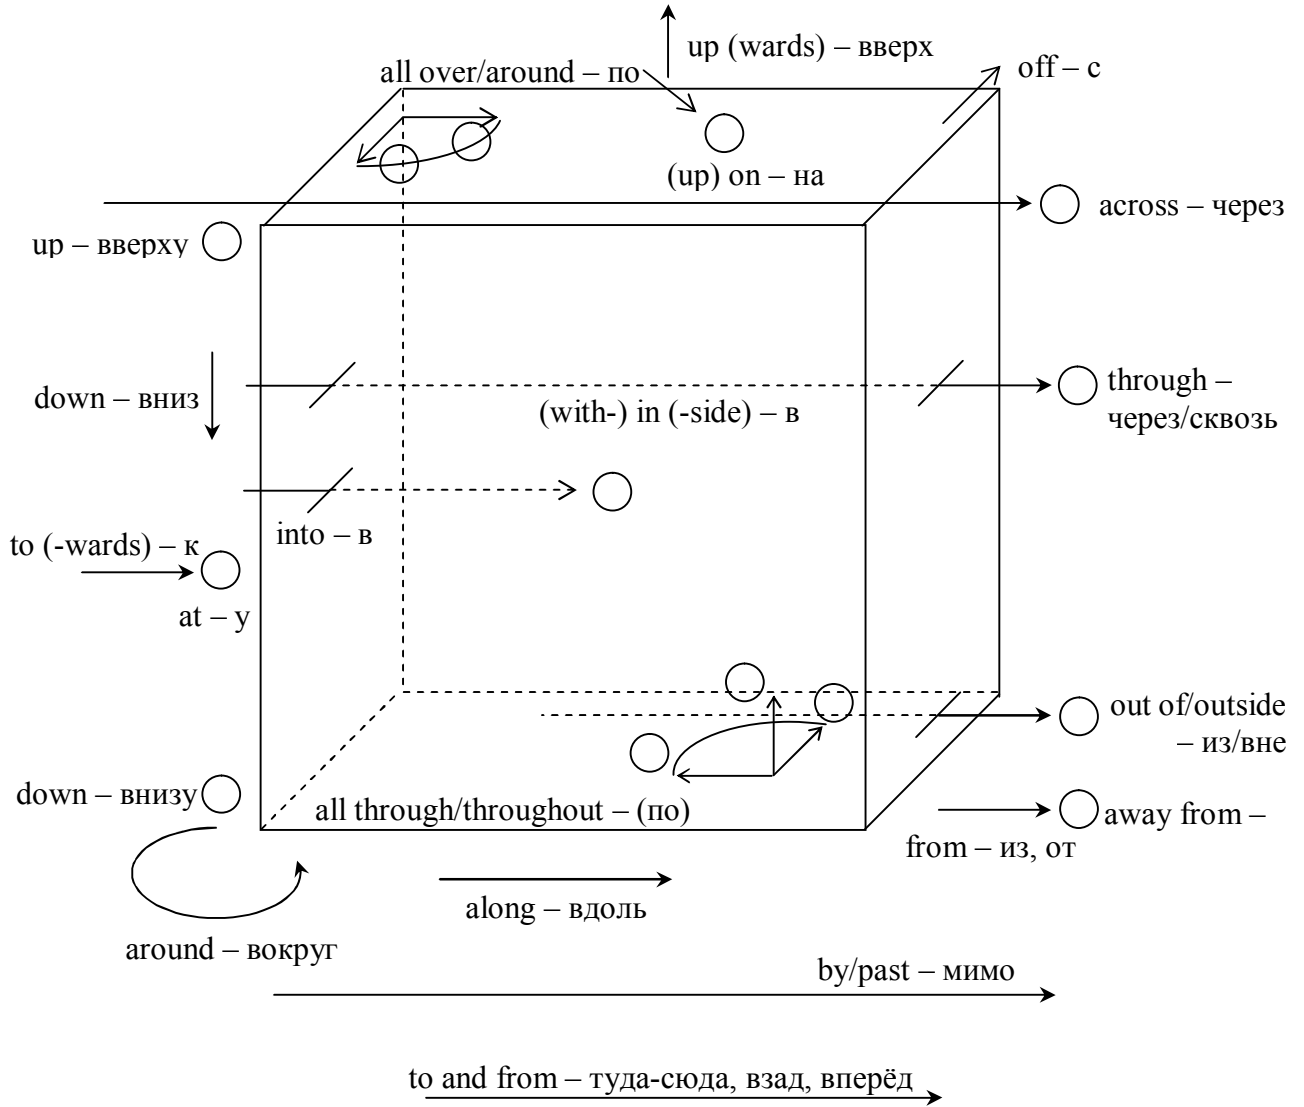 up (wards) – вверх
all over/around – по
off – с
(up) on – на
across – через
up – вверху
down – вниз
through –
через/сквозь
(with-) in (-side) – в
into – в
to (-wards) – к
at – у
out of/outside
– из/вне
down – внизу
all through/throughout – (по)
away from –
from – из, от
along – вдоль
around – вокруг
by/past – мимо
to and from – туда-сюда, взад, вперёд